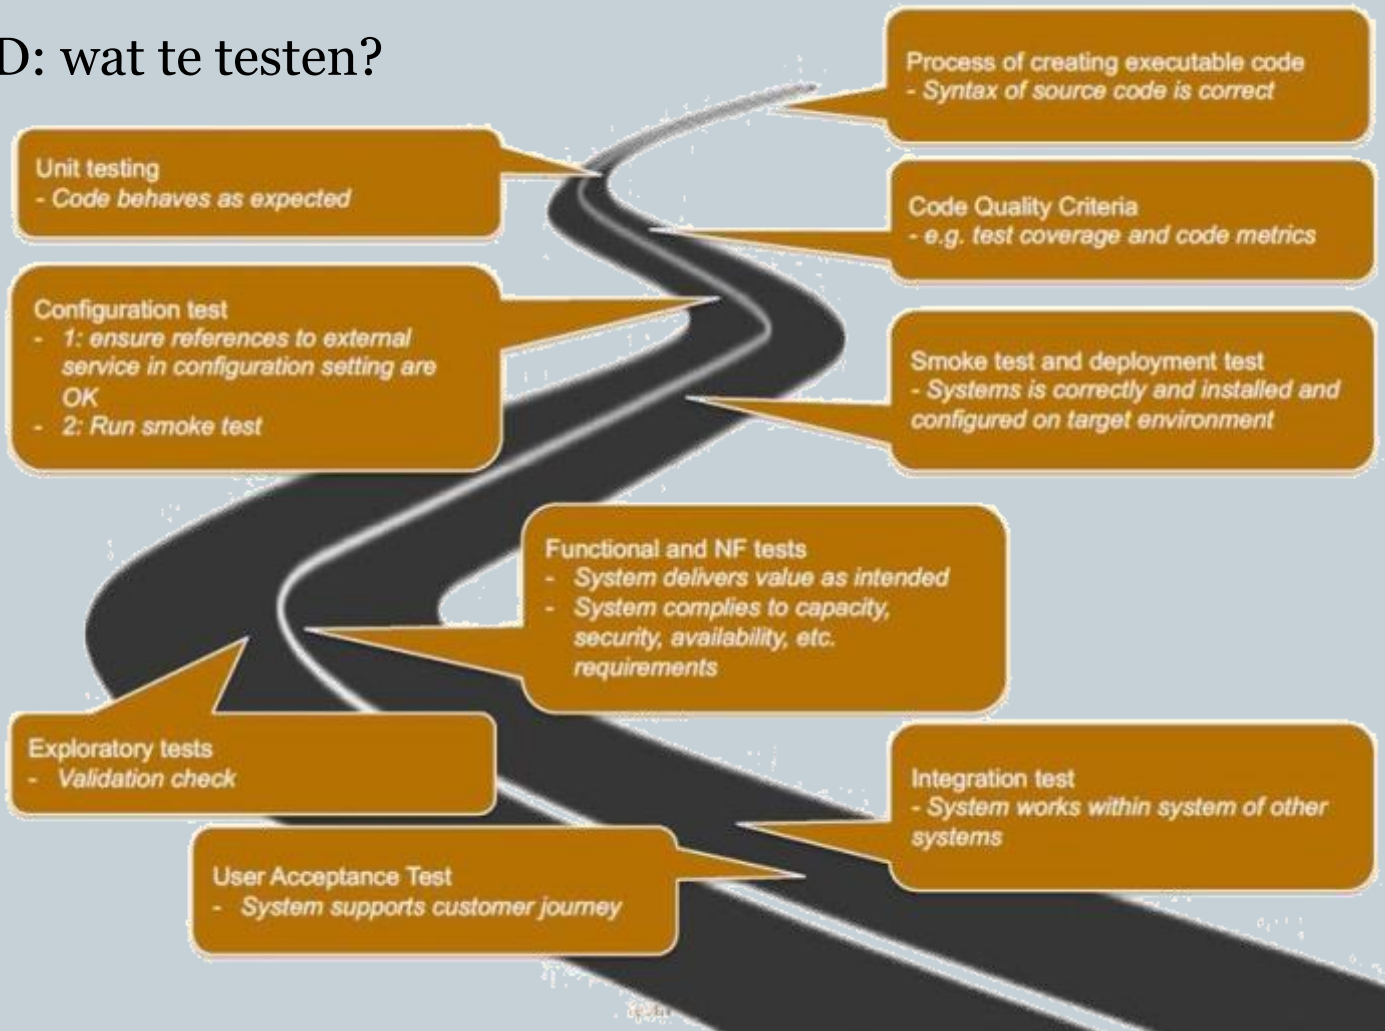 D: wat te testen?
Process of creating executable code
- Syntax of source code is correct
Unit testing
- Code behaves as expected
Code Quality Criteria
- e.g. test coverage and code metrics
Configuration test
- 1: ensure references to external
service in configuration setting are
OK
- 2: Run smoke test
Smoke test and deployment test
- Systems is correctly and installed and
configured on target environment
Functional and NF tests
- System delivers value as intended
- System complies to capacity,
security, availability, etc.
requirements
Exploratory tests
- Validation check
Integration test
- System works within system of other
systems
User Acceptance Test
- System supports customer journey